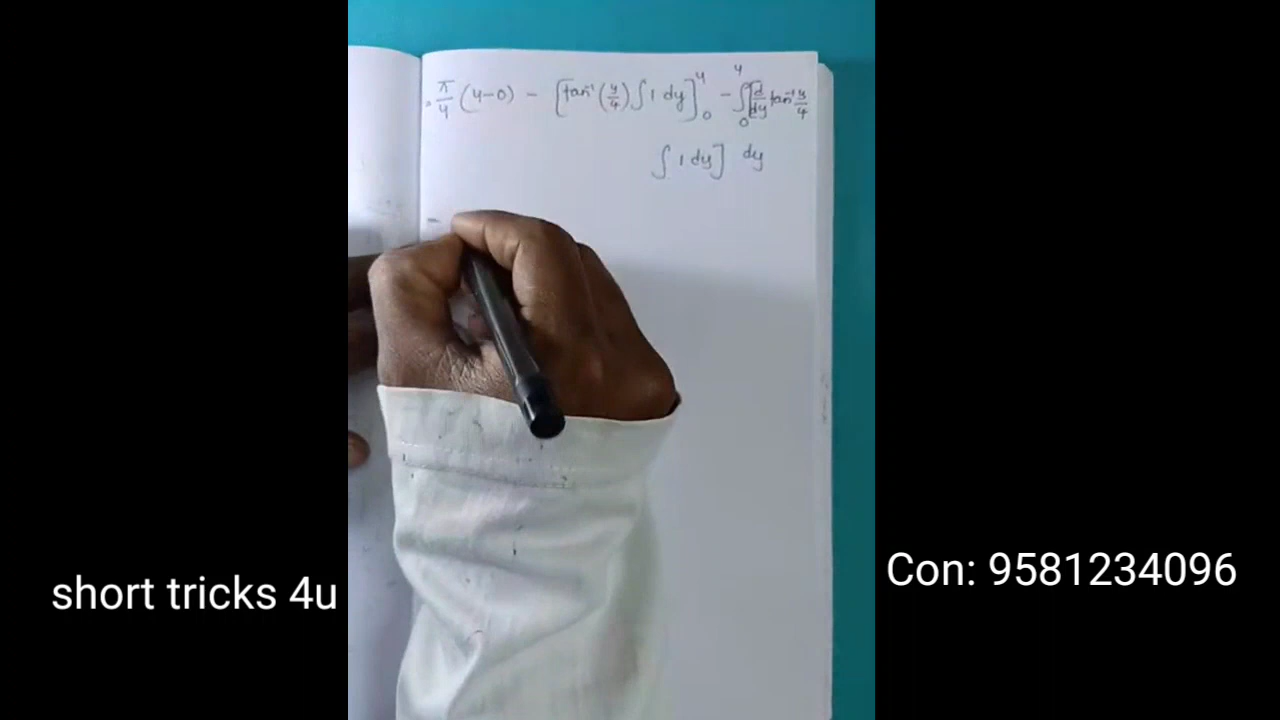 = π/4 (4-0) - [tan⁻¹(y/4) ∫ 1 dy]₀⁴ - ∫₀⁴ [d/dy tan⁻¹ y/4
∫ 1 dy] dy
=
short tricks 4u
Con: 9581234096